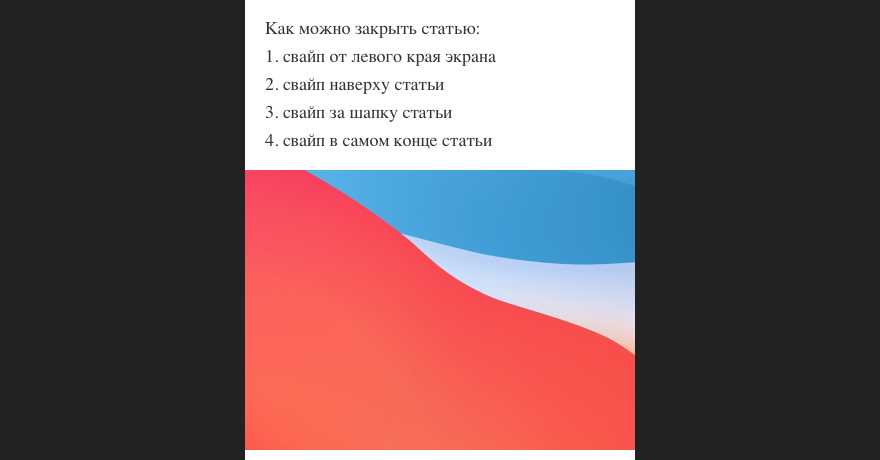 Как можно закрыть статью:
1. свайп от левого края экрана
2. свайп наверху статьи
3. свайп за шапку статьи
4. свайп в самом конце статьи